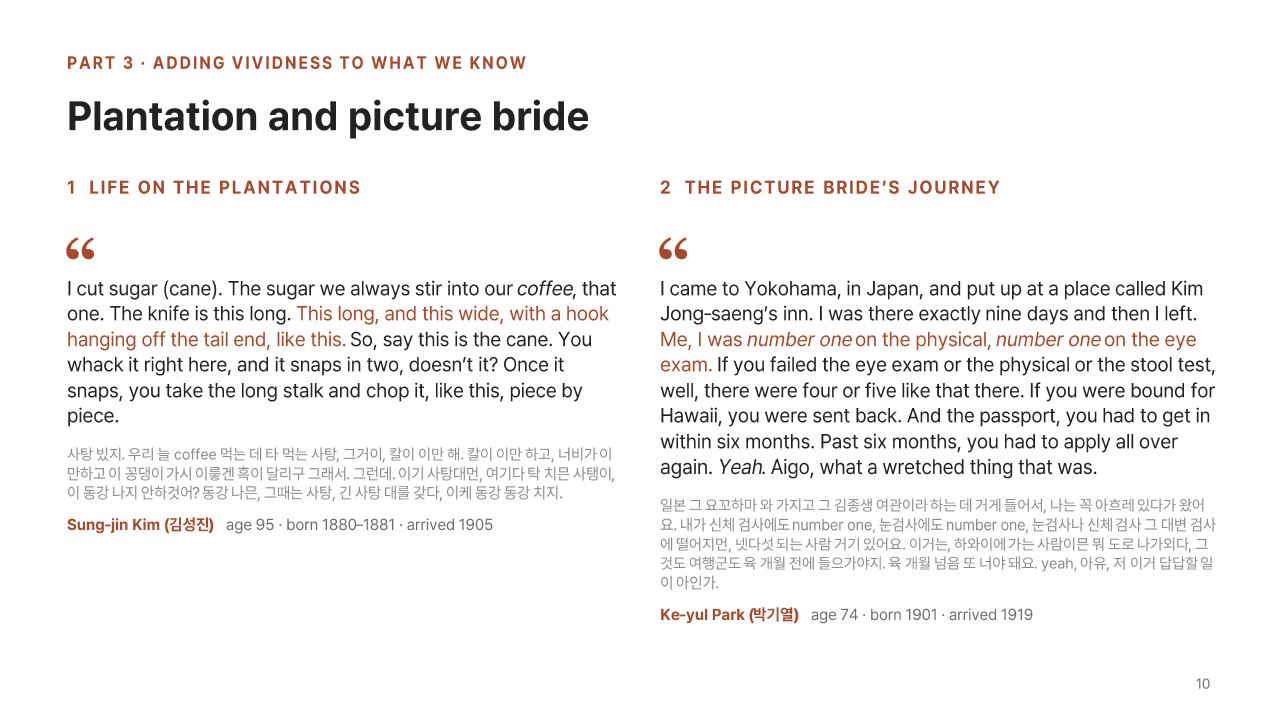 PART 3 · ADDING VIVIDNESS TO WHAT WE KNOW
Plantation and picture bride
1 LIFE ON THE PLANTATIONS
“
I cut sugar (cane). The sugar we always stir into our coffee, that
one. The knife is this long. This long, and this wide, with a hook
hanging off the tail end, like this. So, say this is the cane. You
whack it right here, and it snaps in two, doesn’t it? Once it
snaps, you take the long stalk and chop it, like this, piece by
piece.
사탕 빘지. 우리 늘 coffee 먹는 데 타 먹는 사탕, 그거이, 칼이 이만 해. 칼이 이만 하고, 너비가 이
만하고 이 꽁댕이 가시 이룽겐 흑이 달리구 그래서. 그런데. 이기 사탕대먼, 여기다 탁 치믄 사탱이,
이 동강 나지 안하것어? 동강 나믄, 그때는 사탕, 긴 사탕 대를 갖다, 이케 동강 동강 치지.
Sung-jin Kim (김성진) age 95 · born 1880–1881 · arrived 1905
2 THE PICTURE BRIDE’S JOURNEY
“
I came to Yokohama, in Japan, and put up at a place called Kim
Jong-saeng’s inn. I was there exactly nine days and then I left.
Me, I was number one on the physical, number one on the eye
exam. If you failed the eye exam or the physical or the stool test,
well, there were four or five like that there. If you were bound for
Hawaii, you were sent back. And the passport, you had to get in
within six months. Past six months, you had to apply all over
again. Yeah. Aigo, what a wretched thing that was.
일본 그 요꼬하마 와 가지고 그 김종생 여관이라 하는 데 거게 들어서, 나는 꼭 아흐레 있다가 왔어
요. 내가 신체 검사에도 number one, 눈검사에도 number one, 눈검사나 신체 검사 그 대변 검사
에 떨어지먼, 넷다섯 되는 사람 거기 있어요. 이거는, 하와이에 가는 사람이믄 뭐 도로 나가외다, 그
것도 여행군도 육 개월 전에 들으가야지. 육 개월 넘음 또 너야 돼요. yeah, 아유, 저 이거 답답할 일
이 아인가.
Ke-yul Park (박기열) age 74 · born 1901 · arrived 1919
10